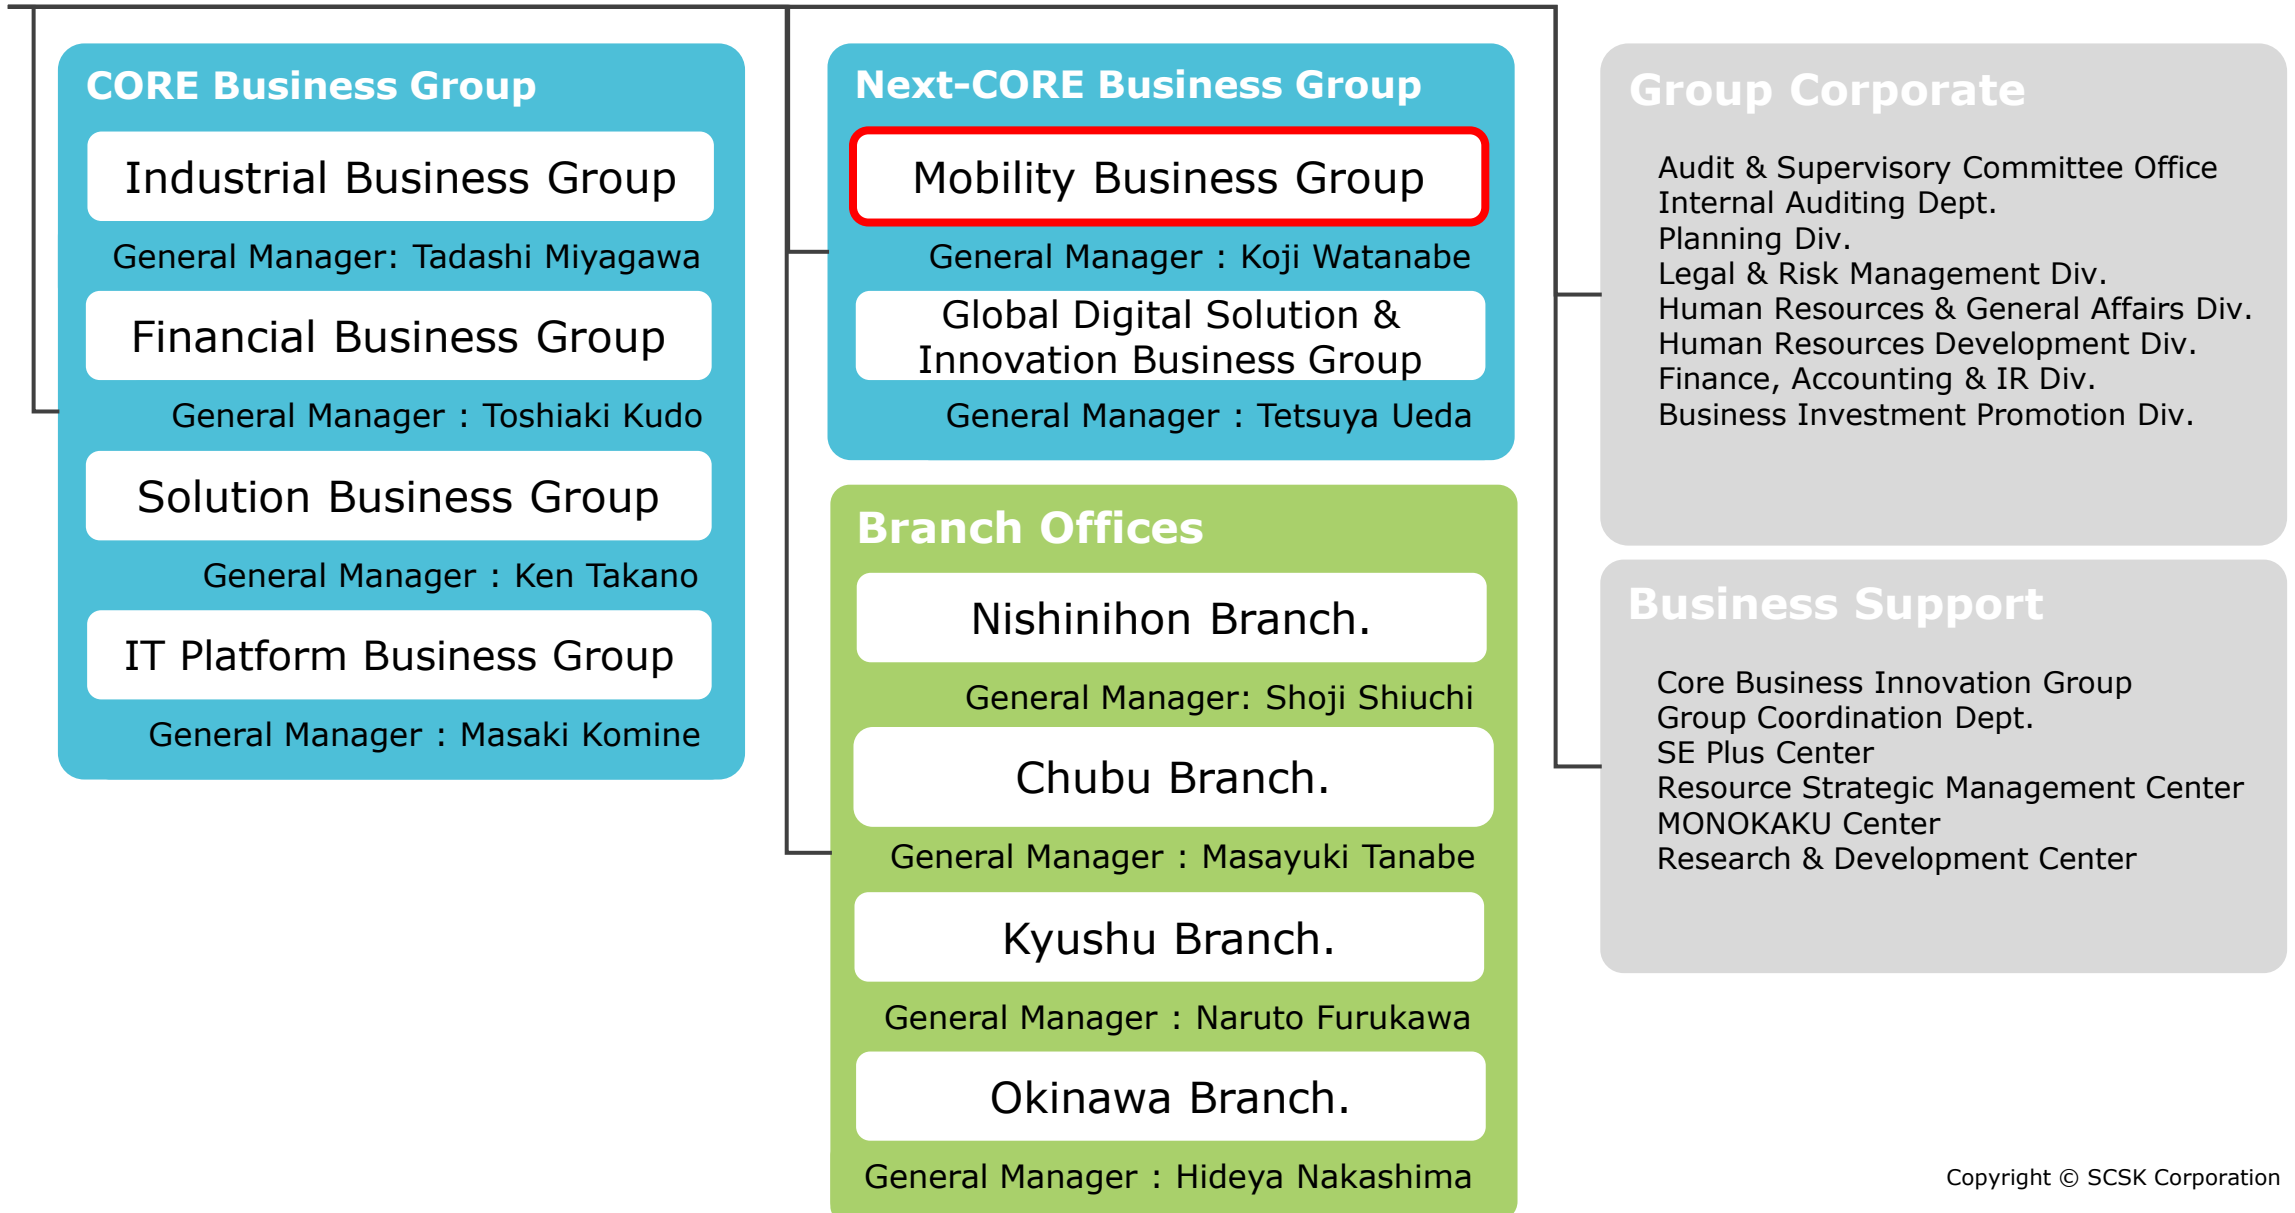 CORE Business Group
Industrial Business Group
General Manager: Tadashi Miyagawa
Financial Business Group
General Manager : Toshiaki Kudo
Solution Business Group
General Manager : Ken Takano
IT Platform Business Group
General Manager : Masaki Komine
Next-CORE Business Group
Mobility Business Group
General Manager : Koji Watanabe
Global Digital Solution &
Innovation Business Group
General Manager : Tetsuya Ueda
Branch Offices
Nishinihon Branch.
General Manager: Shoji Shiuchi
Chubu Branch.
General Manager : Masayuki Tanabe
Kyushu Branch.
General Manager : Naruto Furukawa
Okinawa Branch.
General Manager : Hideya Nakashima
Group Corporate
Audit & Supervisory Committee Office
Internal Auditing Dept.
Planning Div.
Legal & Risk Management Div.
Human Resources & General Affairs Div.
Human Resources Development Div.
Finance, Accounting & IR Div.
Business Investment Promotion Div.
Business Support
Core Business Innovation Group
Group Coordination Dept.
SE Plus Center
Resource Strategic Management Center
MONOKAKU Center
Research & Development Center
Copyright © SCSK Corporation